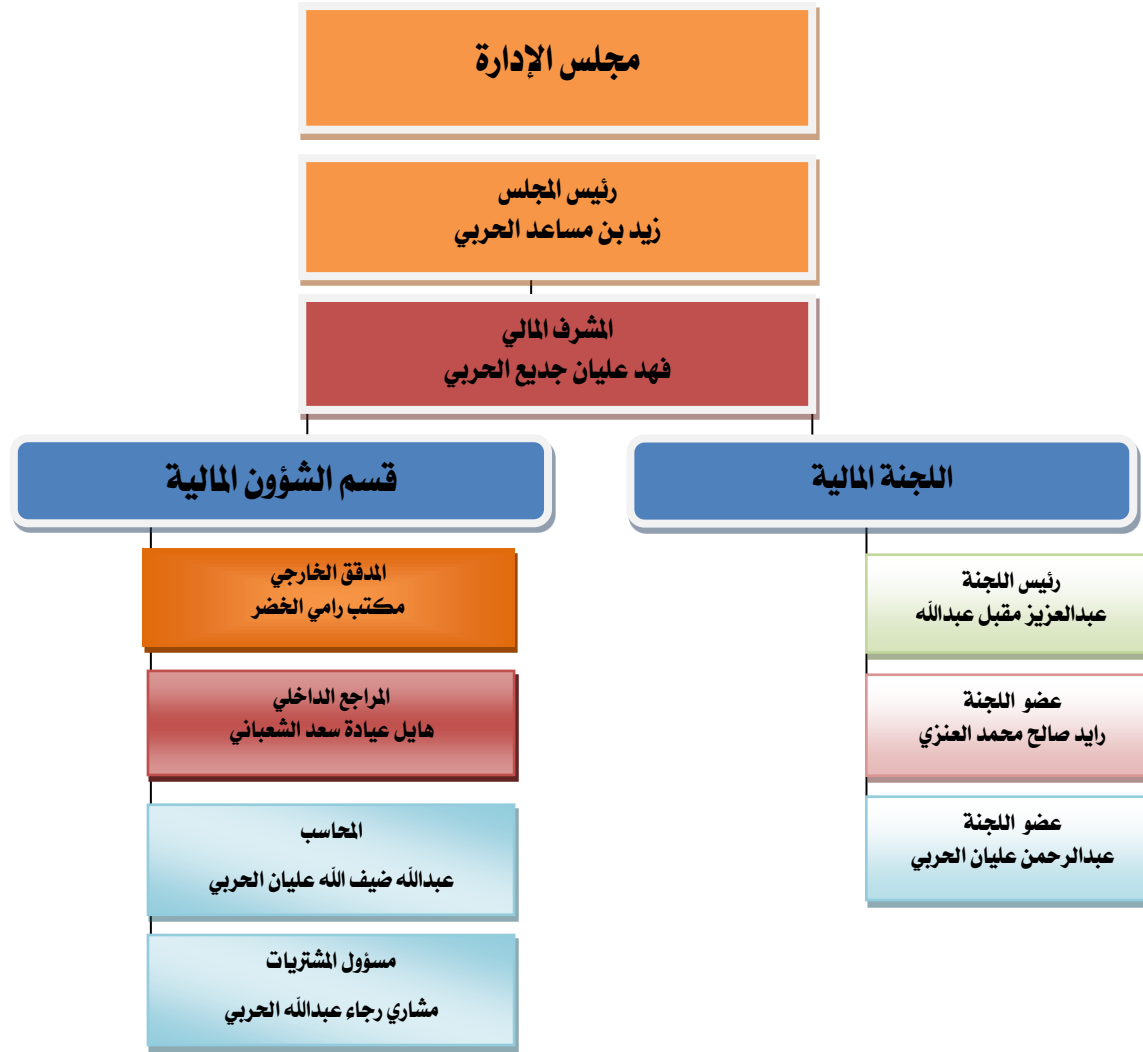 مجلس الإدارة
رئيس المجلس
زيد بن مساعد الحربي
المشرف المالي
فهد عليان جديع الحربي
اللجنة المالية
رئيس اللجنة
عبدالعزيز مقبل عبدالله
عضو اللجنة
رايد صالح محمد العنزي
عضو اللجنة
عبدالرحمن عليان الحربي
قسم الشؤون المالية
المدقق الخارجي
مكتب رامي الخضر
المراجع الداخلي
هايل عيادة سعد الشعباني
المحاسب
عبدالله ضيف الله عليان الحربي
مسؤول المشتريات
مشاري رجاء عبدالله الحربي